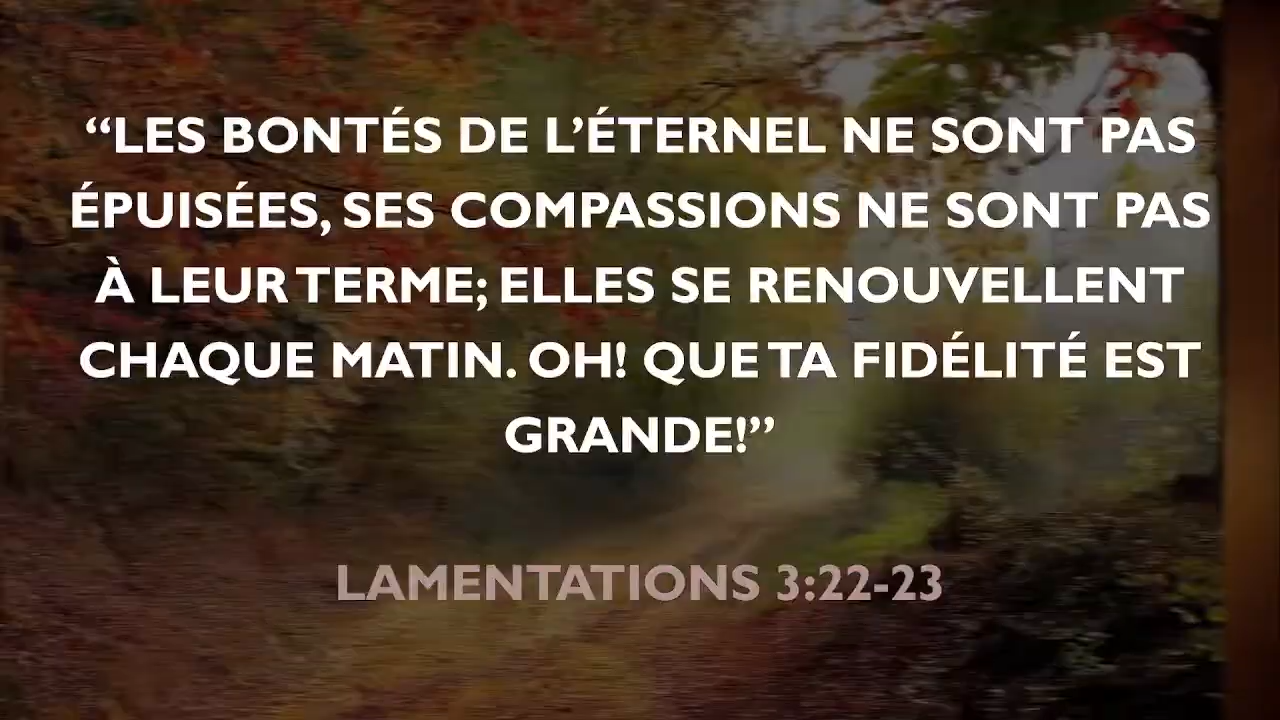 “LES BONTÉS DE L’ÉTERNEL NE SONT PAS
ÉPUISÉES, SES COMPASSIONS NE SONT PAS
À LEUR TERME; ELLES SE RENOUVELLENT
CHAQUE MATIN. OH! QUE TA FIDÉLITÉ EST
GRANDE!”
LAMENTATIONS 3:22-23